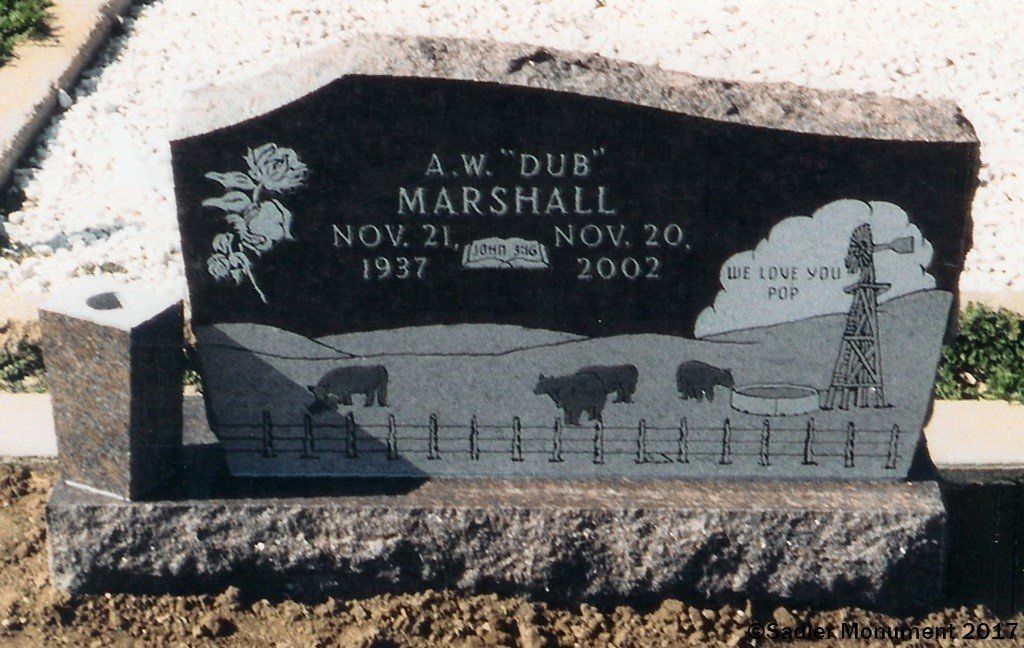 A.W. "DUB"
MARSHALL
NOV. 21, 1937
JOHN 3:16
NOV. 20, 2002
WE LOVE YOU
POP
©Sadler Monument 2017